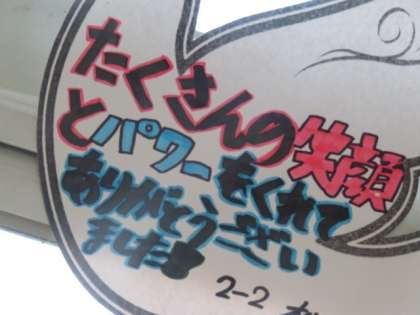 たくさんの笑顔
とパワーをくれて
ありがとうござい
ました
2-2